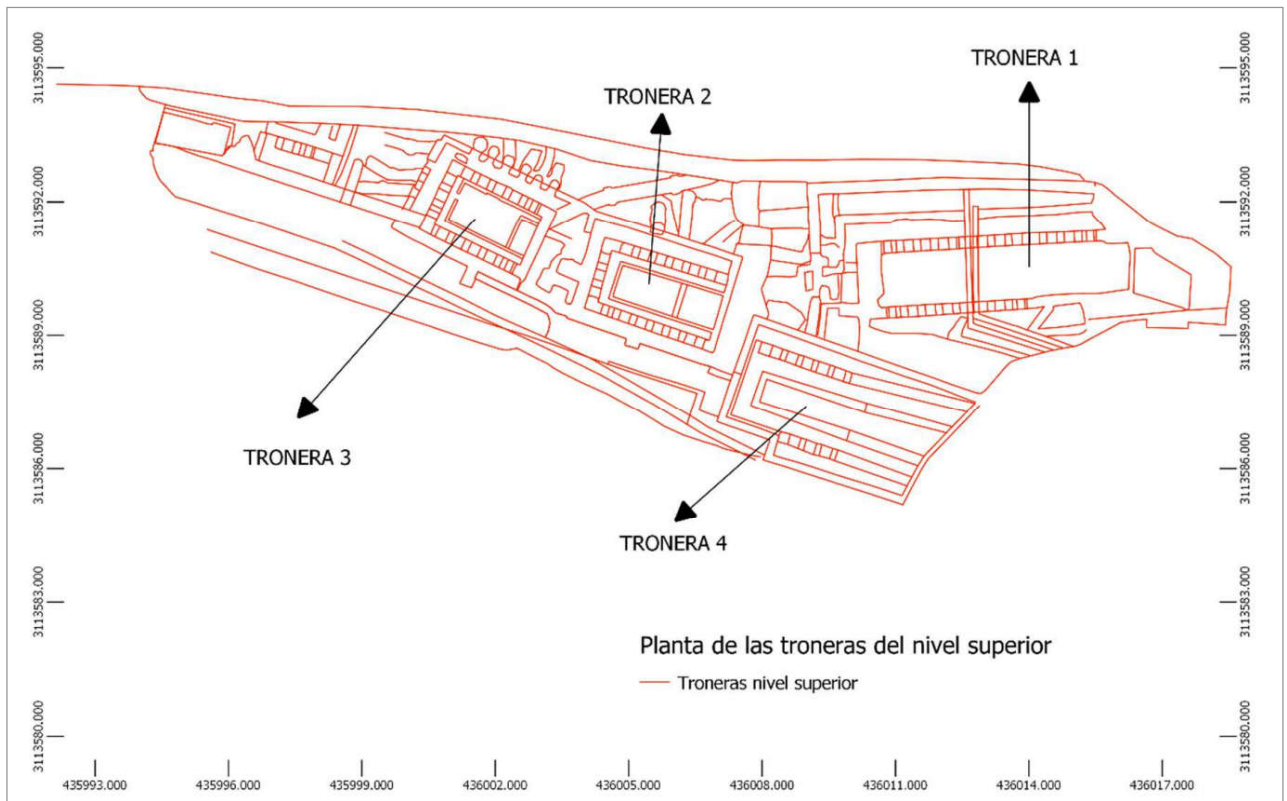 TRONERA 1
TRONERA 2
TRONERA 3
TRONERA 4
3113595.000
3113592.000
3113589.000
3113586.000
3113583.000
3113580.000
3113595.000
3113592.000
3113589.000
3113586.000
3113583.000
3113580.000
Planta de las troneras del nivel superior
Troneras nivel superior
435993.000 435996.000 435999.000 436002.000 436005.000 436008.000 436011.000 436014.000 436017.000